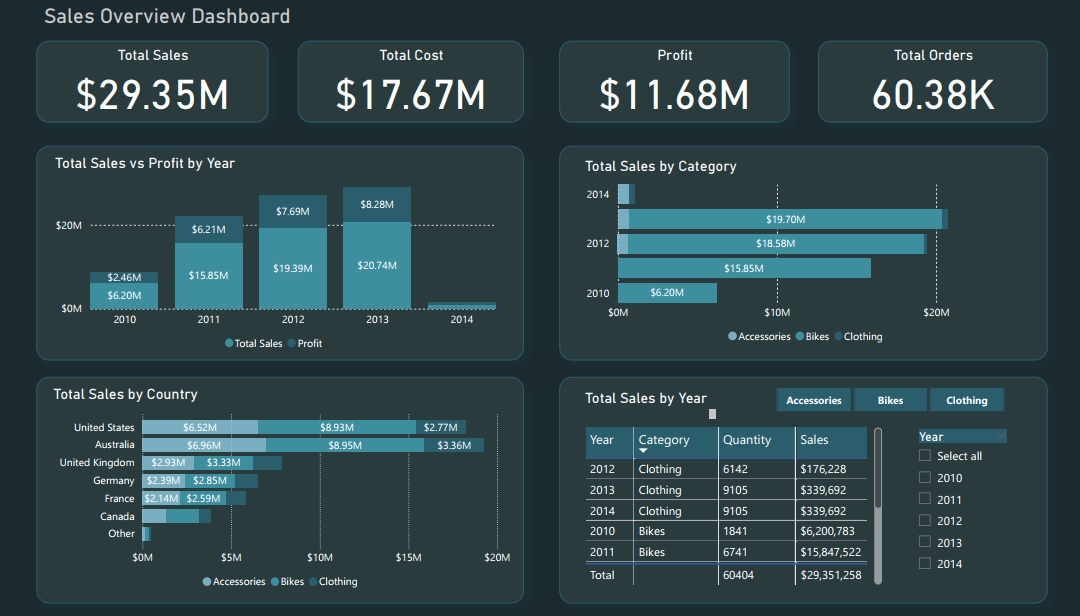 Sales Overview Dashboard
Total Sales
$29.35M
Total Cost
$17.67M
Profit
$11.68M
Total Orders
60.38K
Total Sales vs Profit by Year
$20M
$0M
$2.46M
$6.20M
$6.21M
$15.85M
$7.69M
$19.39M
$8.28M
$20.74M
2010 2011 2012 2013 2014
Total Sales Profit
Total Sales by Category
2014
$19.70M
2012 $18.58M
$15.85M
2010 $6.20M
$0M $10M $20M
Accessories Bikes Clothing
Total Sales by Country
United States $6.52M $8.93M $2.77M
Australia $6.96M $8.95M $3.36M
United Kingdom $2.93M $3.33M
Germany $2.39M $2.85M
France $2.14M $2.59M
Canada
Other
$0M $5M $10M $15M $20M
Accessories Bikes Clothing
Total Sales by Year
Accessories Bikes Clothing
Year Category Quantity Sales
2012 Clothing 6142 $176,228
2013 Clothing 9105 $339,692
2014 Clothing 9105 $339,692
2010 Bikes 1841 $6,200,783
2011 Bikes 6741 $15,847,522
Total 60404 $29,351,258
Year
Select all
2010
2011
2012
2013
2014